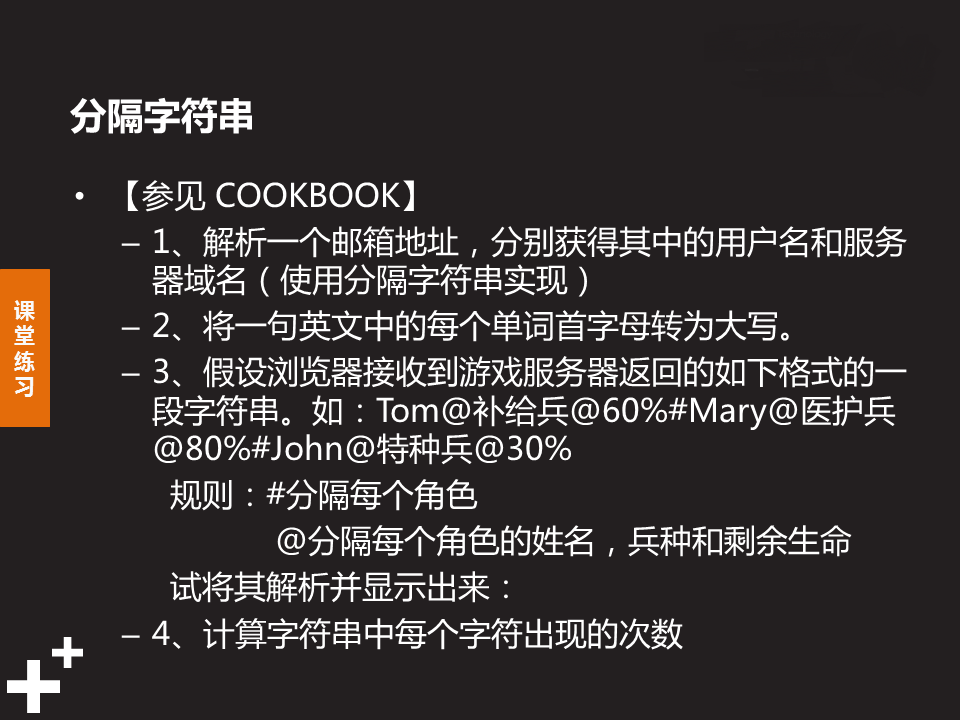 分隔字符串
• 【参见 COOKBOOK】
– 1、解析一个邮箱地址，分别获得其中的用户名和服务
器域名（使用分隔字符串实现）
– 2、将一句英文中的每个单词首字母转为大写。
– 3、假设浏览器接收到游戏服务器返回的如下格式的一
段字符串。如：Tom@补给兵@60%#Mary@医护兵
@80%#John@特种兵@30%
规则：#分隔每个角色
@分隔每个角色的姓名，兵种和剩余生命
试将其解析并显示出来：
– 4、计算字符串中每个字符出现的次数
课
堂
练
习